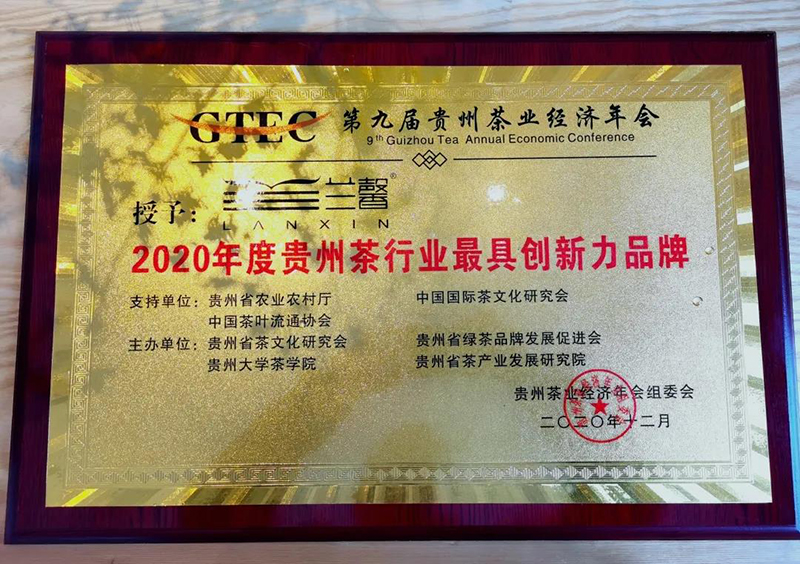 GTEC 第九届贵州茶业经济年会
9th Guizhou Tea Annual Economic Conference
授予： 兰馨®
LANXIN
2020年度贵州茶行业最具创新力品牌
支持单位：贵州省农业农村厅 中国国际茶文化研究会
中国茶叶流通协会
主办单位：贵州省茶文化研究会 贵州省绿茶品牌发展促进会
贵州大学茶学院 贵州省茶产业发展研究院
贵州茶业经济年会组委会
二〇二〇年十二月